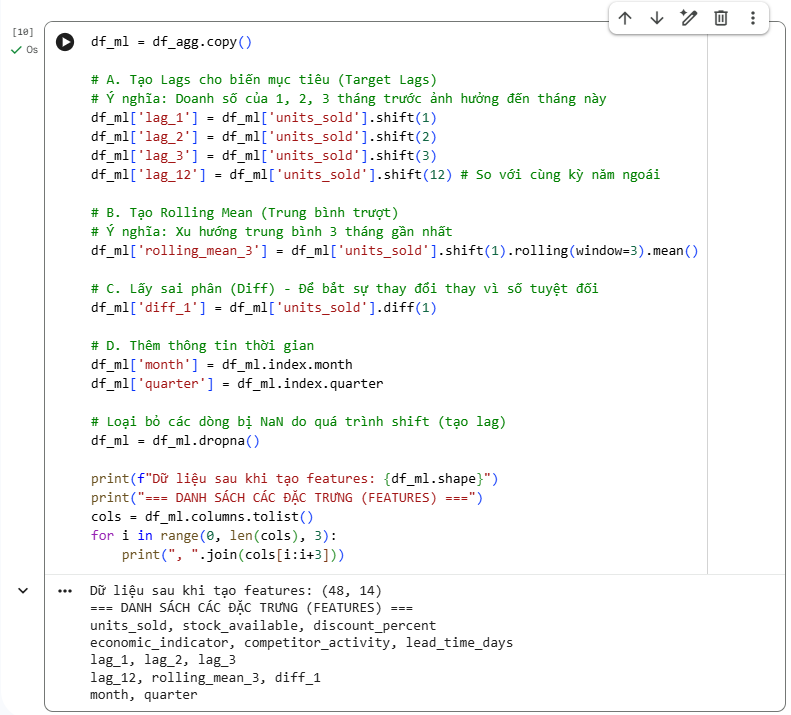 [10]
0s
df_ml = df_agg.copy()
# A. Tạo Lags cho biến mục tiêu (Target Lags)
# Ý nghĩa: Doanh số của 1, 2, 3 tháng trước ảnh hưởng đến tháng này
df_ml['lag_1'] = df_ml['units_sold'].shift(1)
df_ml['lag_2'] = df_ml['units_sold'].shift(2)
df_ml['lag_3'] = df_ml['units_sold'].shift(3)
df_ml['lag_12'] = df_ml['units_sold'].shift(12) # So với cùng kỳ năm ngoái
# B. Tạo Rolling Mean (Trung bình trượt)
# Ý nghĩa: Xu hướng trung bình 3 tháng gần nhất
df_ml['rolling_mean_3'] = df_ml['units_sold'].shift(1).rolling(window=3).mean()
# C. Lấy sai phân (Diff) - Để bắt sự thay đổi thay vì số tuyệt đối
df_ml['diff_1'] = df_ml['units_sold'].diff(1)
# D. Thêm thông tin thời gian
df_ml['month'] = df_ml.index.month
df_ml['quarter'] = df_ml.index.quarter
# Loại bỏ các dòng bị NaN do quá trình shift (tạo lag)
df_ml = df_ml.dropna()
print(f"Dữ liệu sau khi tạo features: {df_ml.shape}")
print("=== DANH SÁCH CÁC ĐẶC TRƯNG (FEATURES) ===")
cols = df_ml.columns.tolist()
for i in range(0, len(cols), 3):
    print(", ".join(cols[i:i+3]))
Dữ liệu sau khi tạo features: (48, 14)
=== DANH SÁCH CÁC ĐẶC TRƯNG (FEATURES) ===
units_sold, stock_available, discount_percent
economic_indicator, competitor_activity, lead_time_days
lag_1, lag_2, lag_3
lag_12, rolling_mean_3, diff_1
month, quarter